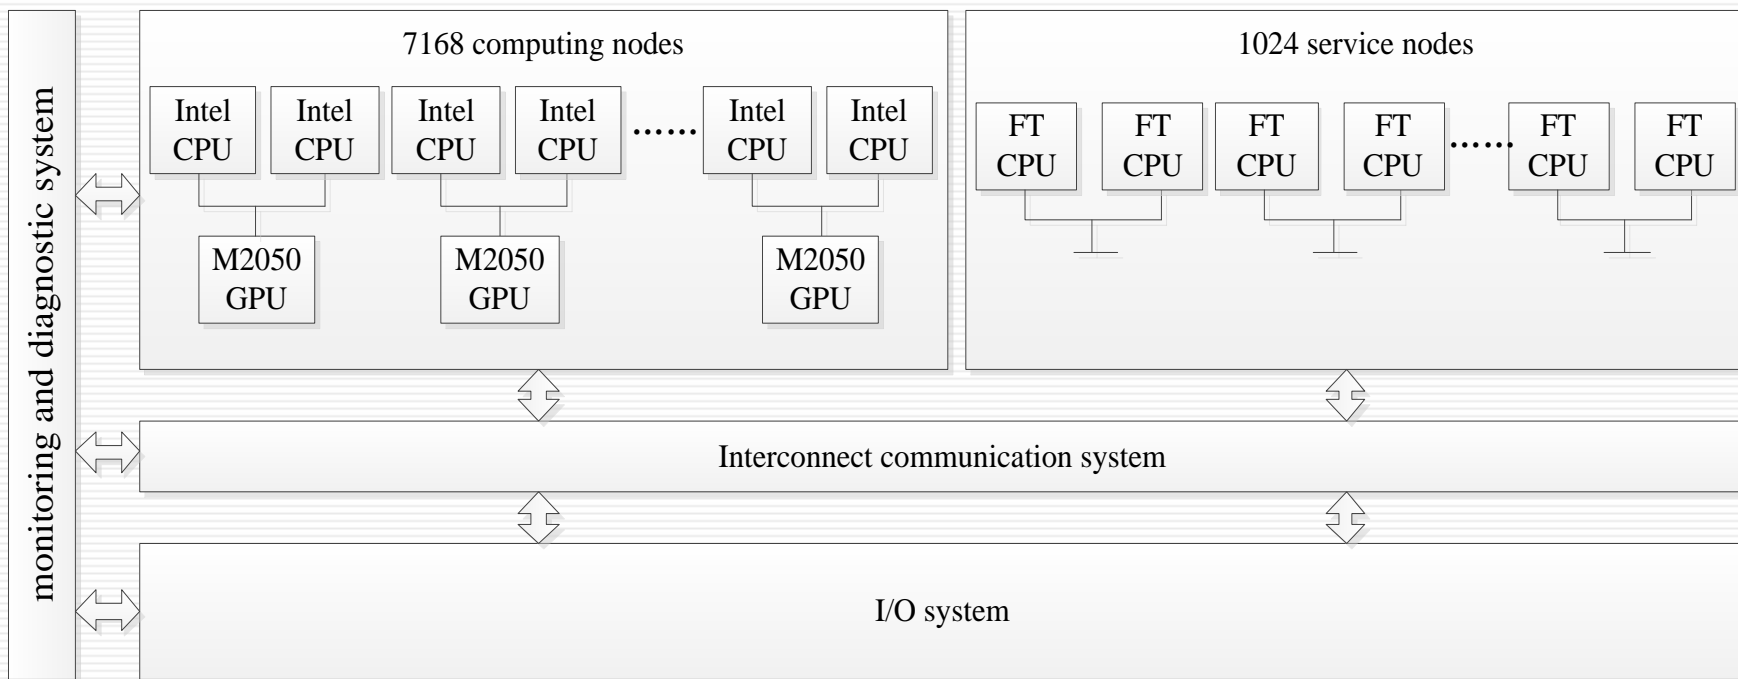 monitoring and diagnostic system
7168 computing nodes
Intel
CPU
Intel
CPU
Intel
CPU
Intel
CPU
......
Intel
CPU
Intel
CPU
M2050
GPU
M2050
GPU
M2050
GPU
1024 service nodes
FT
CPU
FT
CPU
FT
CPU
FT
CPU
......
FT
CPU
FT
CPU
Interconnect communication system
I/O system